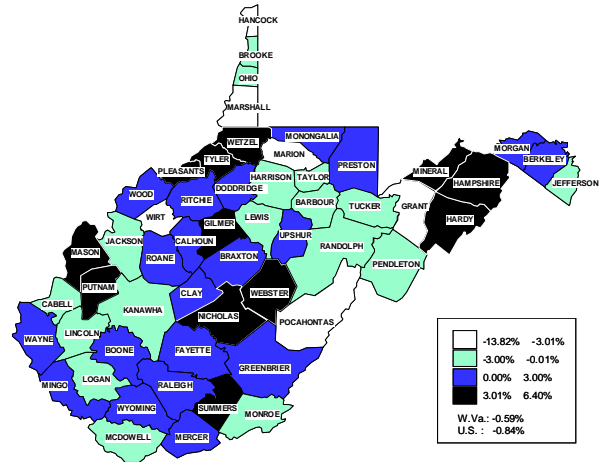 HANCOCK
BROOKE
OHIO
MARSHALL
WETZEL
MONONGALIA
MARION
PRESTON
MORGAN
BERKELEY
JEFFERSON
TYLER
PLEASANTS
MINERAL
HAMPSHIRE
HARRISON
TAYLOR
DODDRIDGE
WOOD
RITCHIE
BARBOUR
TUCKER
GRANT
HARDY
WIRT
GILMER
LEWIS
UPSHUR
RANDOLPH
PENDLETON
JACKSON
CALHOUN
MASON
ROANE
BRAXTON
PUTNAM
CLAY
WEBSTER
CABELL
KANAWHA
NICHOLAS
POCAHONTAS
WAYNE
LINCOLN
BOONE
FAYETTE
GREENBRIER
MINGO
LOGAN
RALEIGH
WYOMING
SUMMERS
MONROE
MCDOWELL
MERCER
-13.82% -3.01%
-3.00% -0.01%
0.00% 3.00%
3.01% 6.40%
W.Va.: -0.59%
U.S. : -0.84%